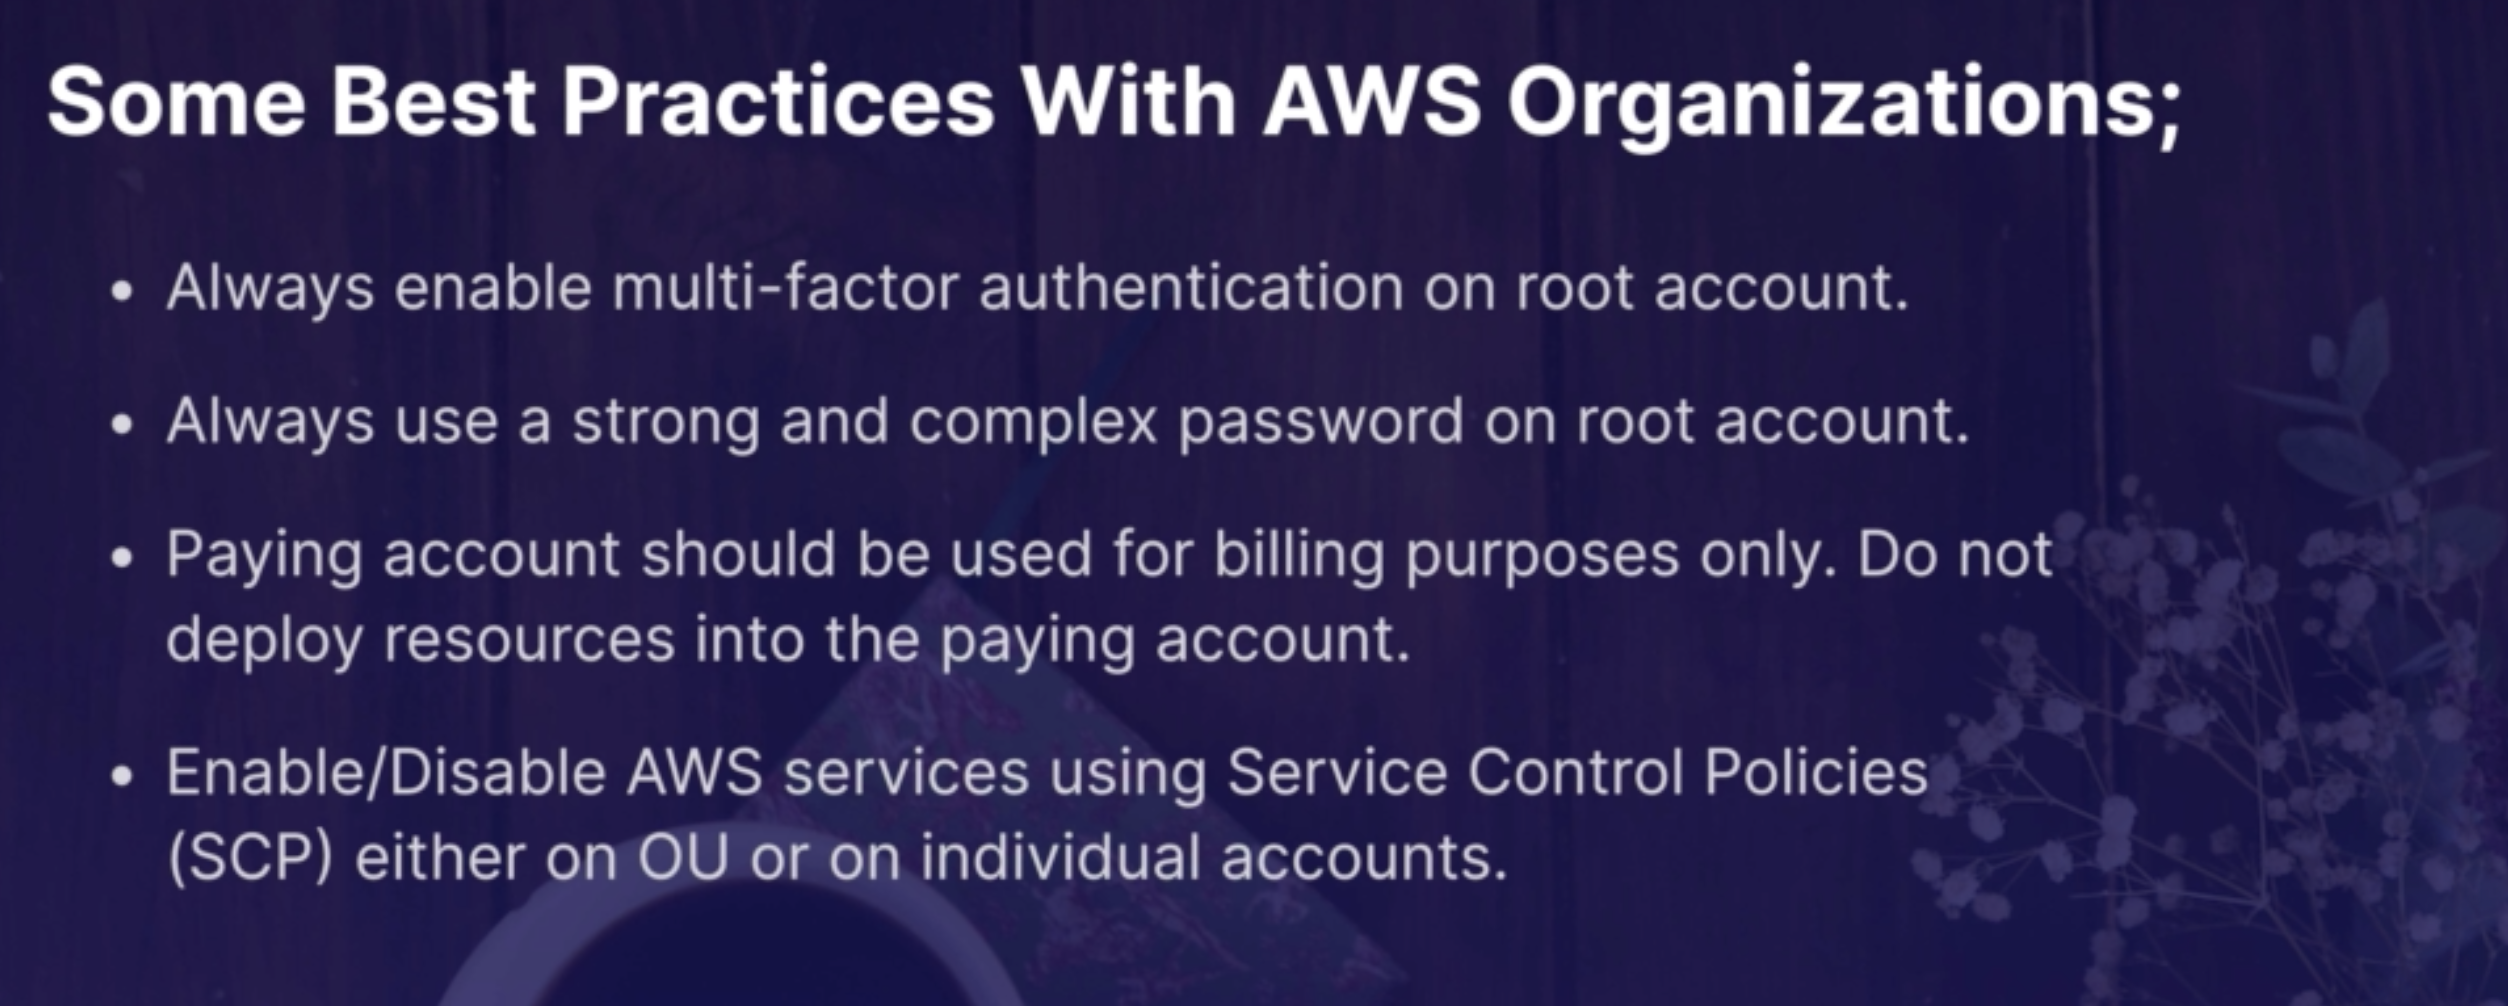 Some Best Practices With AWS Organizations;
• Always enable multi-factor authentication on root account.
• Always use a strong and complex password on root account.
• Paying account should be used for billing purposes only. Do not
deploy resources into the paying account.
• Enable/Disable AWS services using Service Control Policies
(SCP) either on OU or on individual accounts.